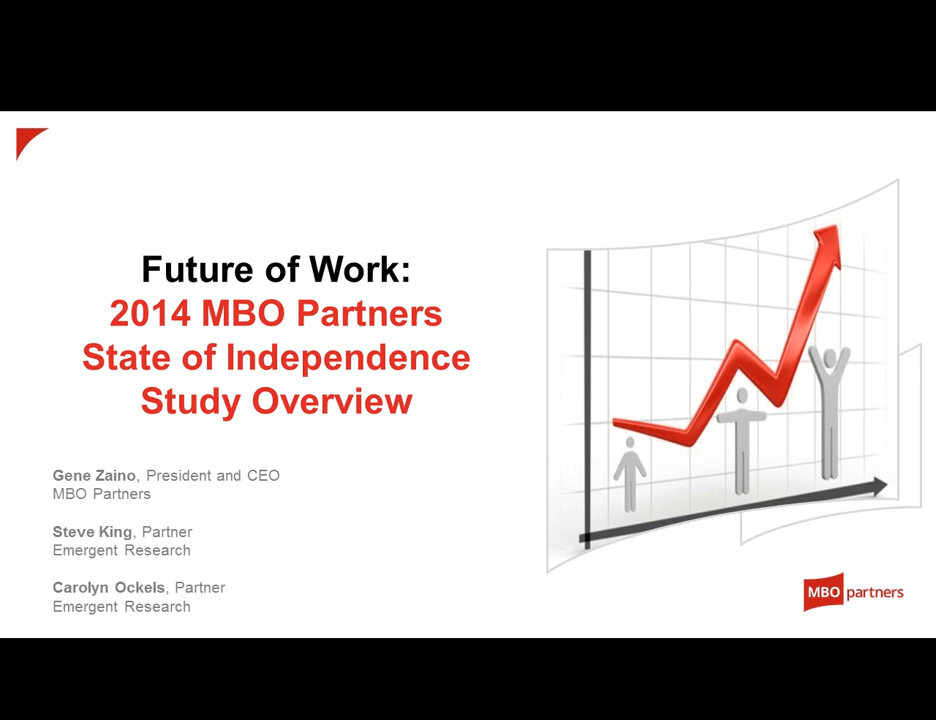 Future of Work:
2014 MBO Partners
State of Independence
Study Overview
Gene Zaino, President and CEO
MBO Partners
Steve King, Partner
Emergent Research
Carolyn Ockels, Partner
Emergent Research
MBO partners